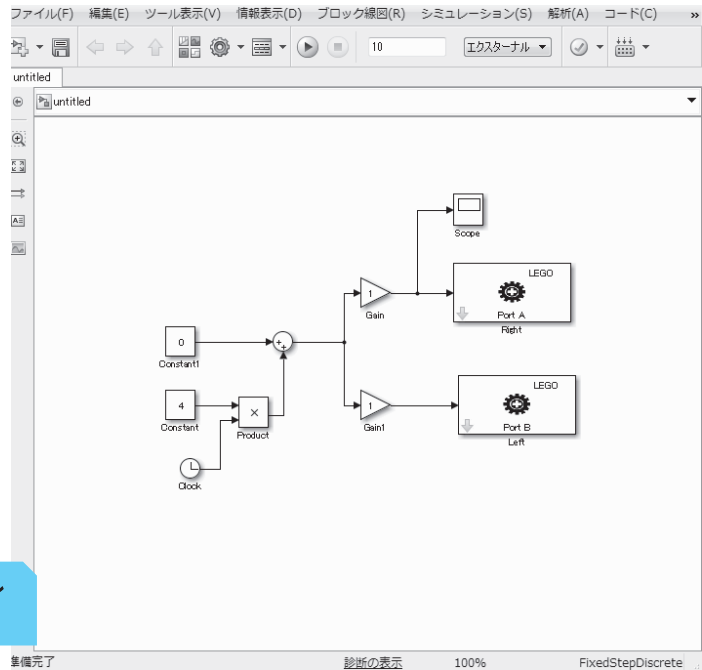 ファイル(F) 編集(E) ツール表示(V) 情報表示(D) ブロック線図(R) シミュレーション(S) 解析(A) コード(C) »
10 エクスターナル
untitled
untitled
Scope
LEGO
1
Gain
Port A
Right
0
Constant1
LEGO
4
Constant
×
Product
1
Gain1
Port B
Left
Clock
準備完了 診断の表示 100% FixedStepDiscrete